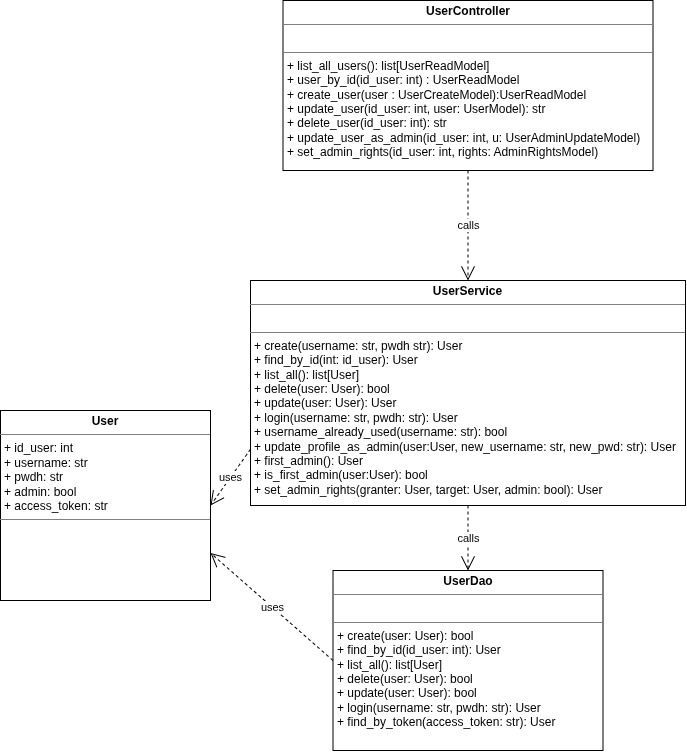 UserController
+ list_all_users(): list[UserReadModel]
+ user_by_id(id_user: int) : UserReadModel
+ create_user(user : UserCreateModel):UserReadModel
+ update_user(id_user: int, user: UserModel): str
+ delete_user(id_user: int): str
+ update_user_as_admin(id_user: int, u: UserAdminUpdateModel)
+ set_admin_rights(id_user: int, rights: AdminRightsModel)
calls
UserService
+ create(username: str, pwdh str): User
+ find_by_id(int: id_user): User
+ list_all(): list[User]
+ delete(user: User): bool
+ update(user: User): User
+ login(username: str, pwdh: str): User
+ username_already_used(username: str): bool
+ update_profile_as_admin(user:User, new_username: str, new_pwd: str): User
+ first_admin(): User
+ is_first_admin(user:User): bool
+ set_admin_rights(granter: User, target: User, admin: bool): User
User
+ id_user: int
+ username: str
+ pwdh: str
+ admin: bool
+ access_token: str
uses
calls
uses
UserDao
+ create(user: User): bool
+ find_by_id(id_user: int): User
+ list_all(): list[User]
+ delete(user: User): bool
+ update(user: User): bool
+ login(username: str, pwdh: str): User
+ find_by_token(access_token: str): User